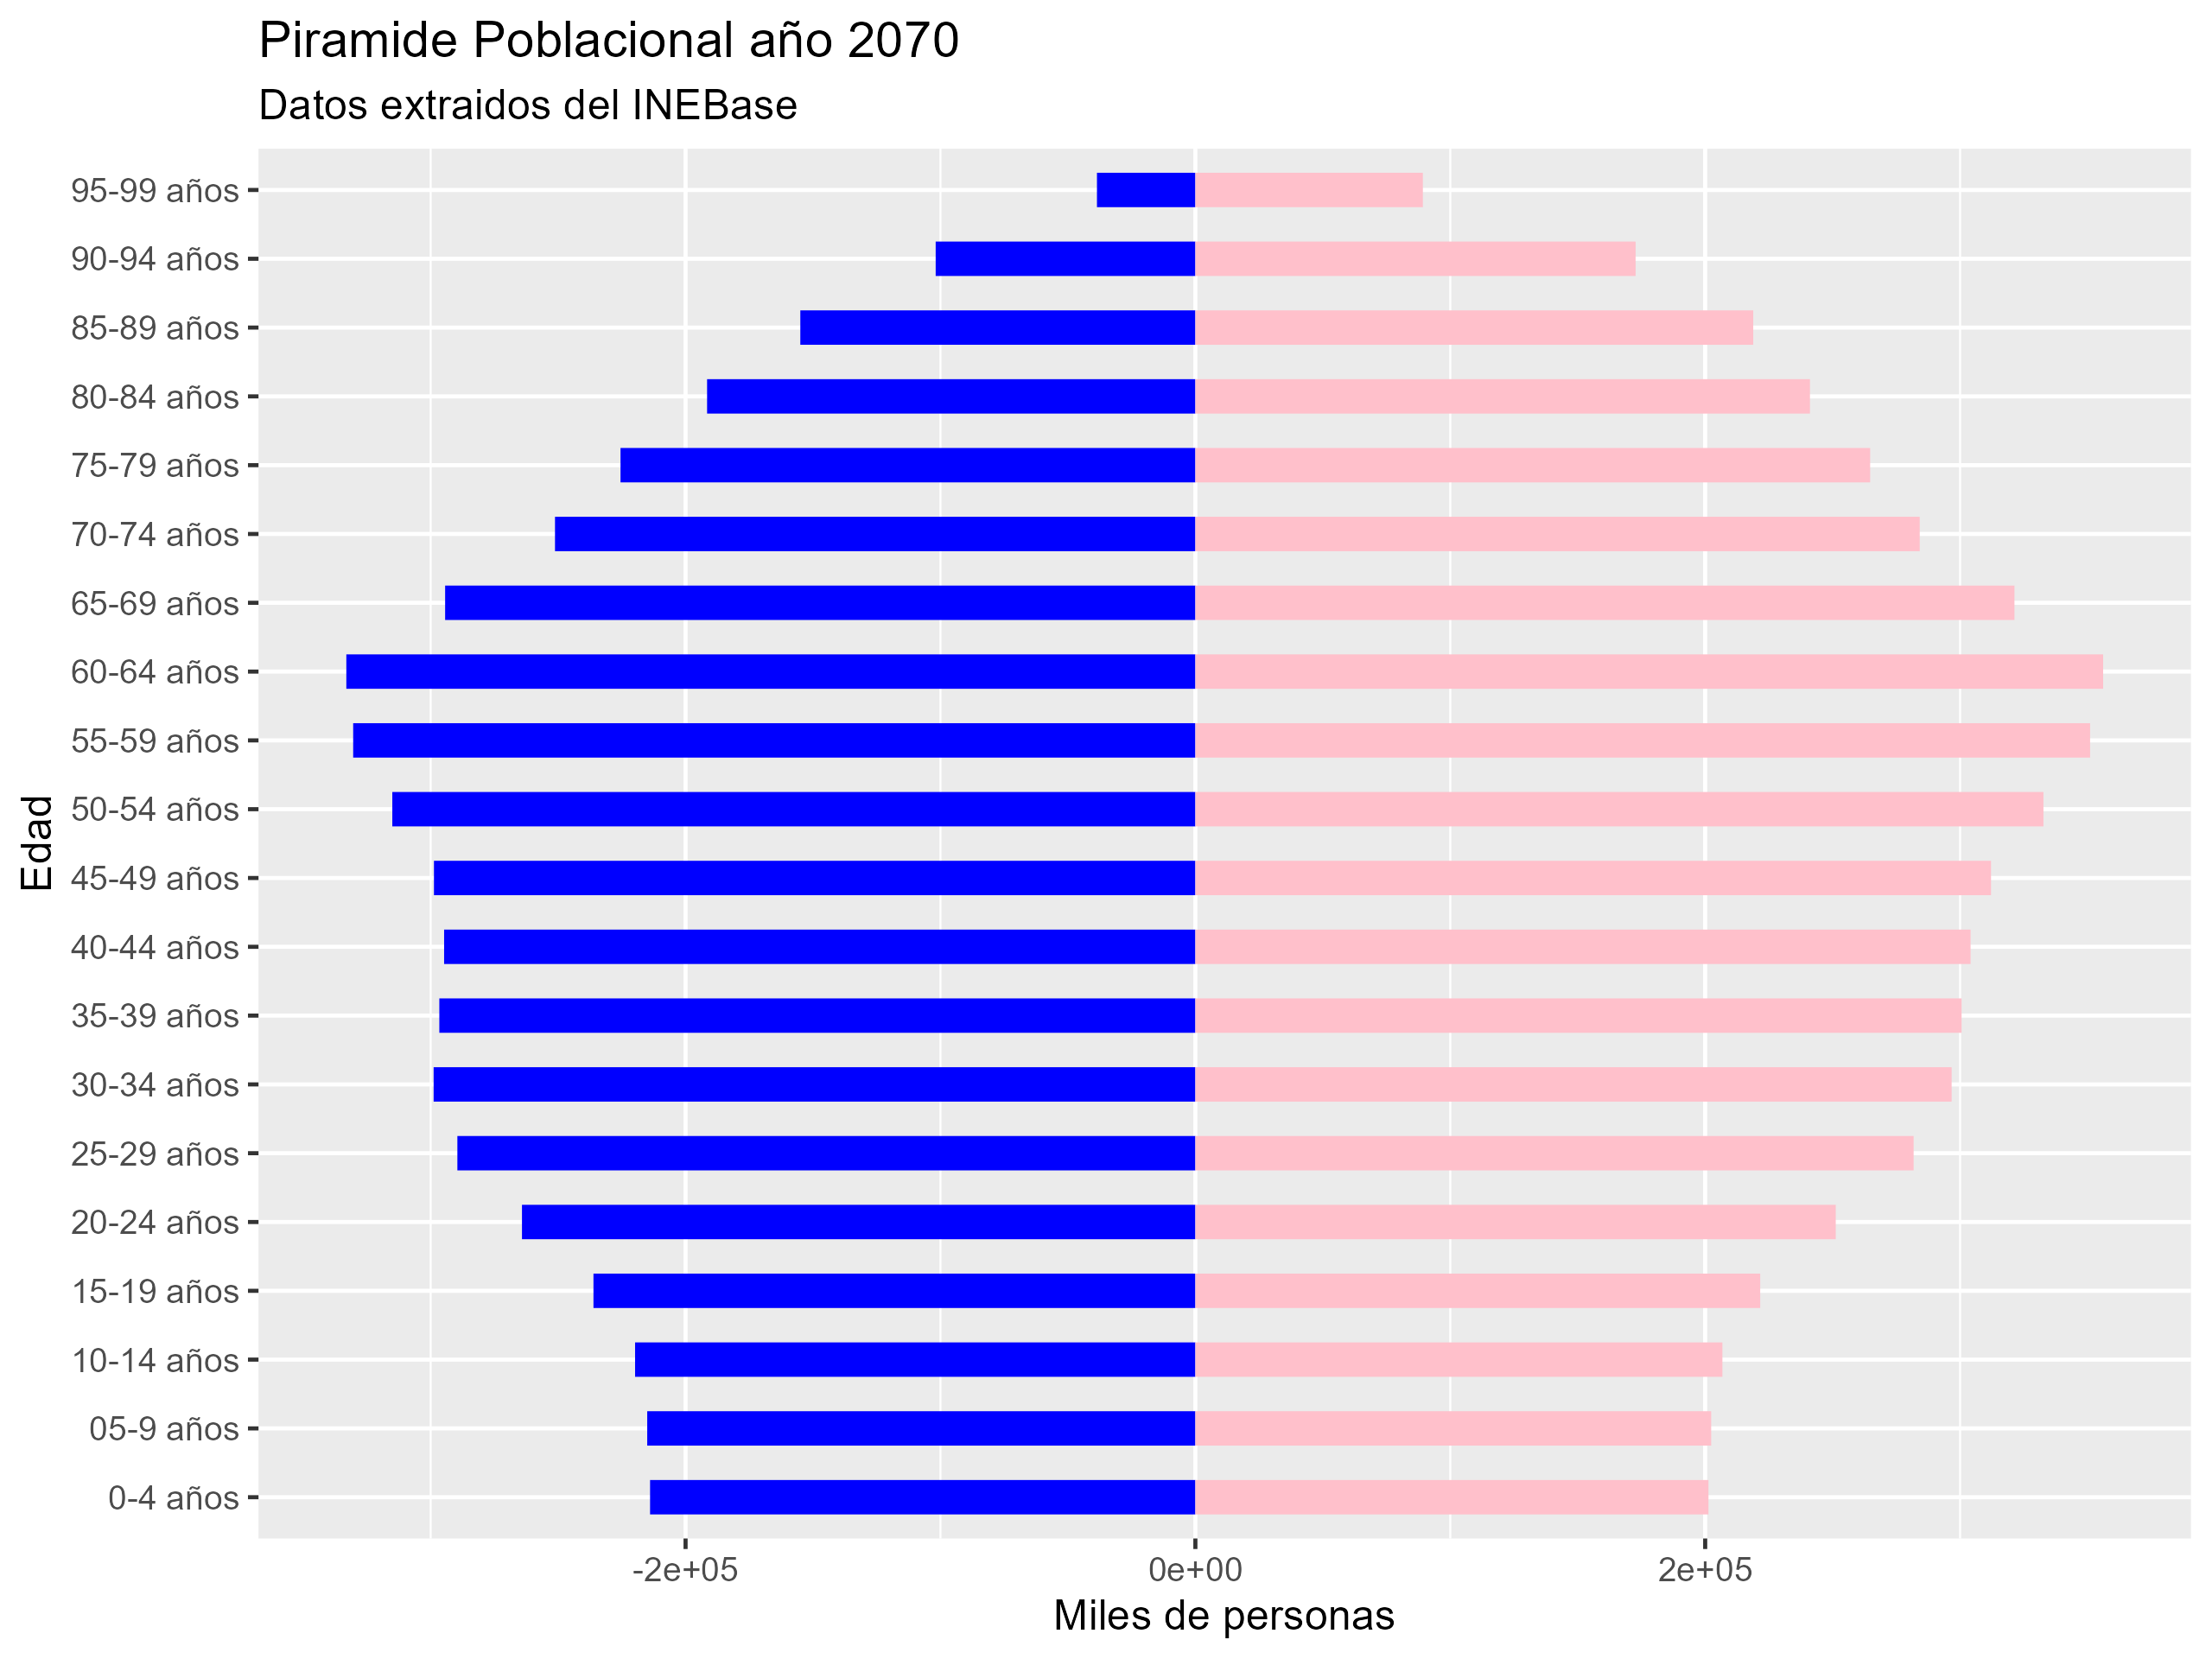 Piramide Poblacional año 2070
Datos extraidos del INEBase
95-99 años
90-94 años
85-89 años
80-84 años
75-79 años
70-74 años
65-69 años
60-64 años
55-59 años
50-54 años
45-49 años
40-44 años
35-39 años
30-34 años
25-29 años
20-24 años
15-19 años
10-14 años
05-9 años
0-4 años
Edad
-2e+05
0e+00
2e+05
Miles de personas